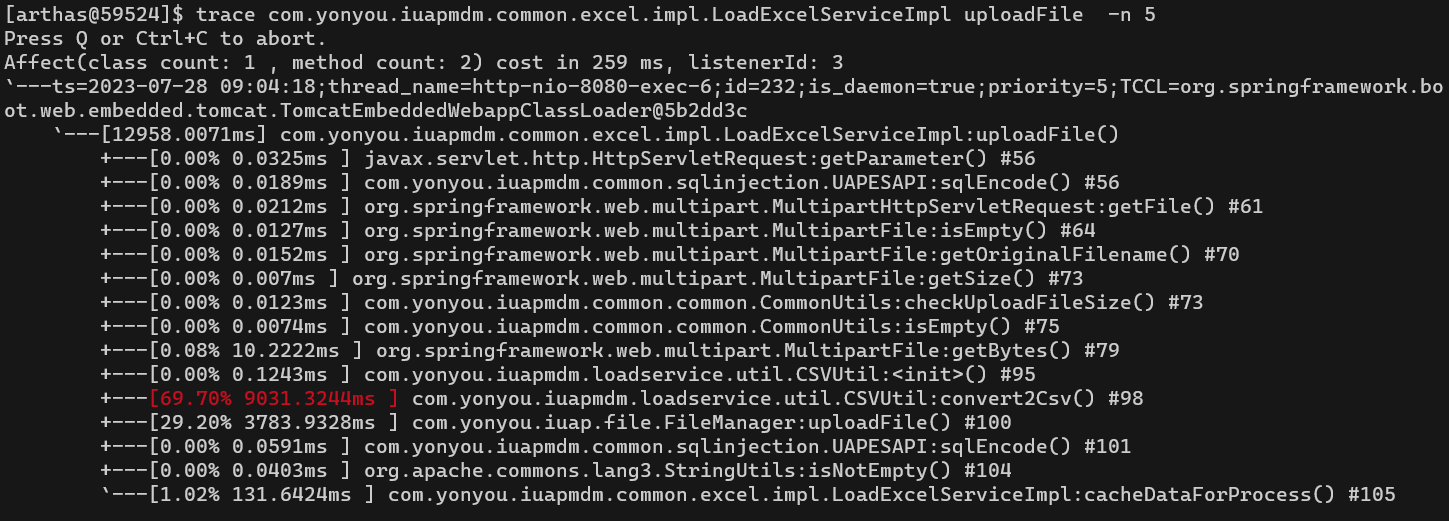 [arthas@59524]$ trace com.yonyou.iuapmdm.common.excel.impl.LoadExcelServiceImpl uploadFile  -n 5
Press Q or Ctrl+C to abort.
Affect(class count: 1 , method count: 2) cost in 259 ms, listenerId: 3
`---ts=2023-07-28 09:04:18;thread_name=http-nio-8080-exec-6;id=232;is_daemon=true;priority=5;TCCL=org.springframework.bo
ot.web.embedded.tomcat.TomcatEmbeddedWebappClassLoader@5b2dd3c
    `---[12958.0071ms] com.yonyou.iuapmdm.common.excel.impl.LoadExcelServiceImpl:uploadFile()
        +---[0.00% 0.0325ms ] javax.servlet.http.HttpServletRequest:getParameter() #56
        +---[0.00% 0.0189ms ] com.yonyou.iuapmdm.common.sqlinjection.UAPESAPI:sqlEncode() #56
        +---[0.00% 0.0212ms ] org.springframework.web.multipart.MultipartHttpServletRequest:getFile() #61
        +---[0.00% 0.0127ms ] org.springframework.web.multipart.MultipartFile:isEmpty() #64
        +---[0.00% 0.0152ms ] org.springframework.web.multipart.MultipartFile:getOriginalFilename() #70
        +---[0.00% 0.007ms ] org.springframework.web.multipart.MultipartFile:getSize() #73
        +---[0.00% 0.0123ms ] com.yonyou.iuapmdm.common.common.CommonUtils:checkUploadFileSize() #73
        +---[0.00% 0.0074ms ] com.yonyou.iuapmdm.common.common.CommonUtils:isEmpty() #75
        +---[0.08% 10.2222ms ] org.springframework.web.multipart.MultipartFile:getBytes() #79
        +---[0.00% 0.1243ms ] com.yonyou.iuapmdm.loadservice.util.CSVUtil:<init>() #95
        +---[69.70% 9031.3244ms ] com.yonyou.iuapmdm.loadservice.util.CSVUtil:convert2Csv() #98
        +---[29.20% 3783.9328ms ] com.yonyou.iuap.file.FileManager:uploadFile() #100
        +---[0.00% 0.0591ms ] com.yonyou.iuapmdm.common.sqlinjection.UAPESAPI:sqlEncode() #101
        +---[0.00% 0.0403ms ] org.apache.commons.lang3.StringUtils:isNotEmpty() #104
        `---[1.02% 131.6424ms ] com.yonyou.iuapmdm.common.excel.impl.LoadExcelServiceImpl:cacheDataForProcess() #105